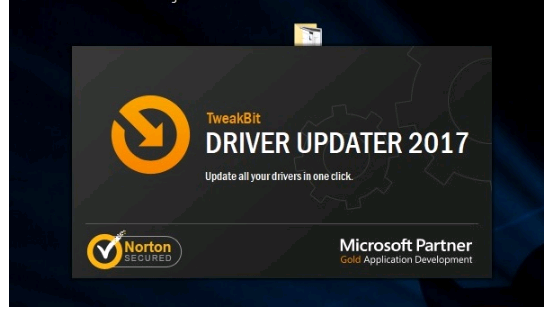 TweakBit
DRIVER UPDATER 2017
Update all your drivers in one click.
Norton
SECURED
Microsoft Partner
Gold Application Development